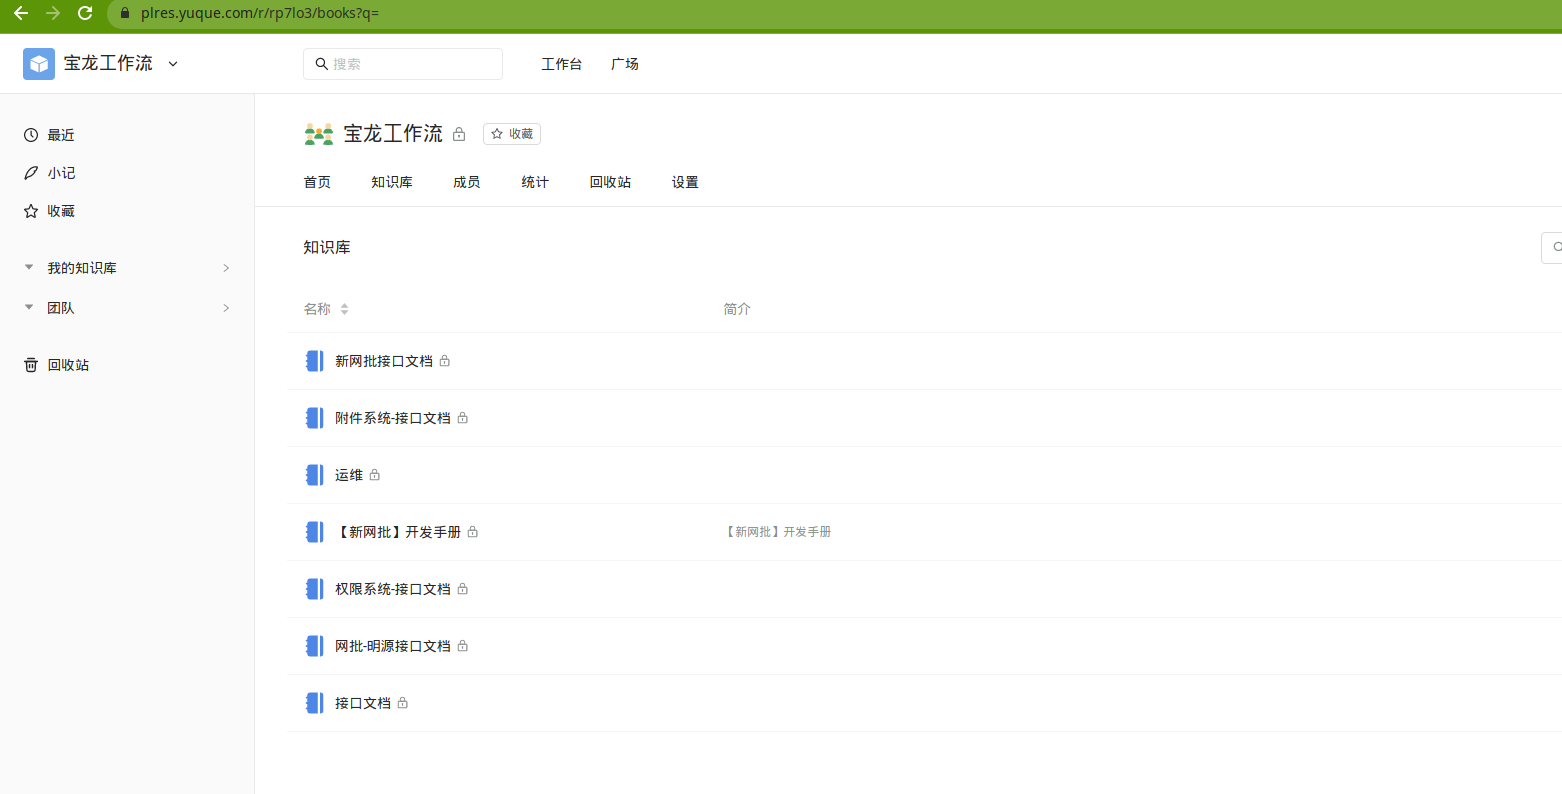 plres.yuque.com/r/rp7lo3/books?q=
宝龙工作流
搜索
工作台
广场
最近
小记
收藏
我的知识库
团队
回收站
宝龙工作流
收藏
首页
知识库
成员
统计
回收站
设置
知识库
名称
简介
新网批接口文档
附件系统-接口文档
运维
【新网批】开发手册
【新网批】开发手册
权限系统-接口文档
网批-明源接口文档
接口文档